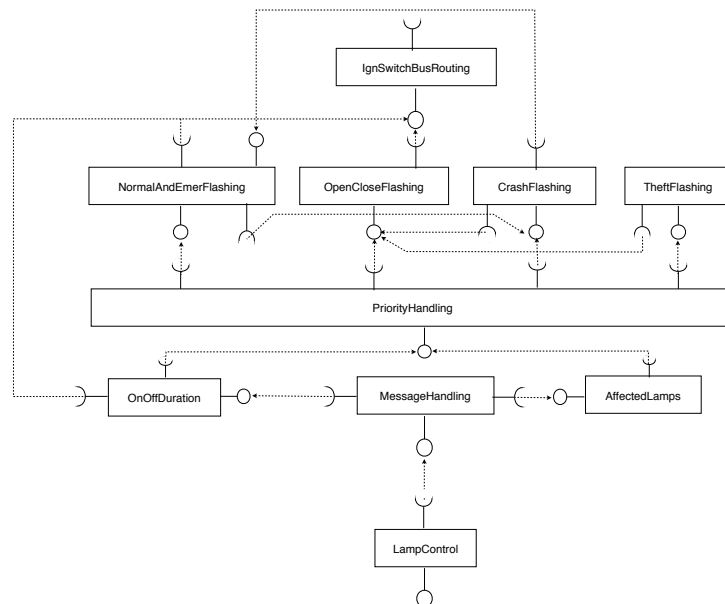 IgnSwitchBusRouting
NormalAndEmerFlashing
OpenCloseFlashing
CrashFlashing
TheftFlashing
PriorityHandling
OnOffDuration
MessageHandling
AffectedLamps
LampControl